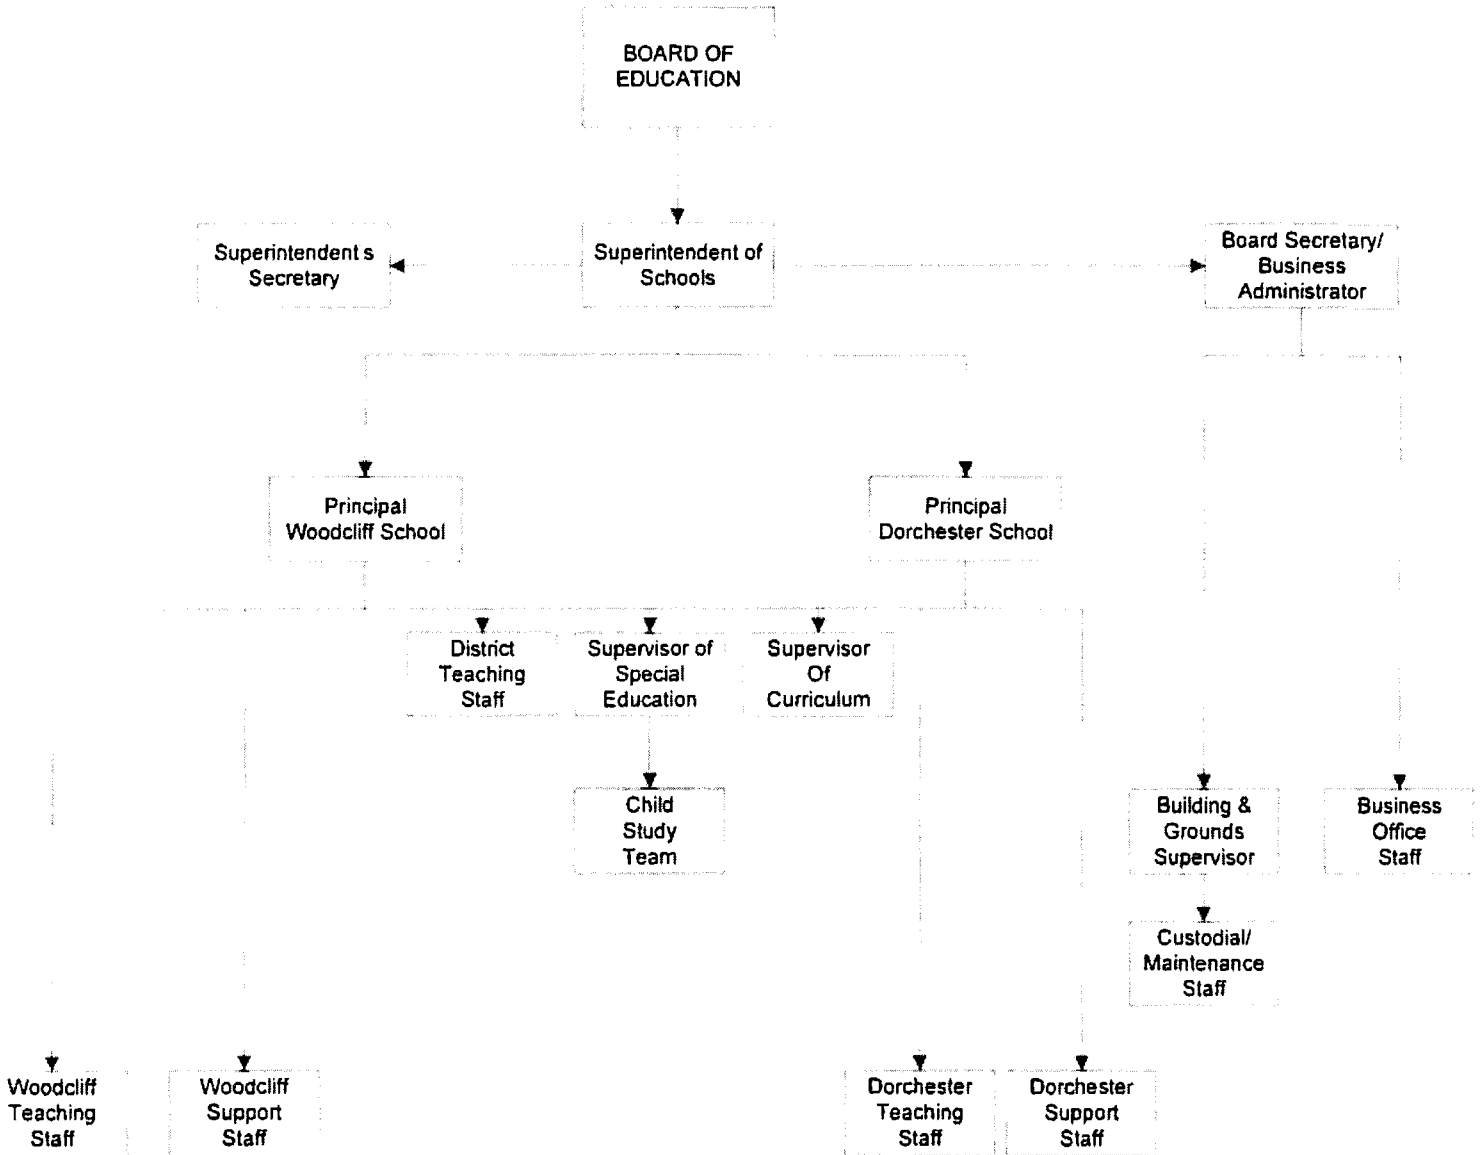 BOARD OF
EDUCATION
Superintendent s
Secretary
Superintendent of
Schools
Board Secretary/
Business
Administrator
Principal
Woodcliff School
Principal
Dorchester School
District
Teaching
Staff
Supervisor of
Special
Education
Supervisor
Of
Curriculum
Child
Study
Team
Building &
Grounds
Supervisor
Business
Office
Staff
Custodial/
Maintenance
Staff
Woodcliff
Teaching
Staff
Woodcliff
Support
Staff
Dorchester
Teaching
Staff
Dorchester
Support
Staff